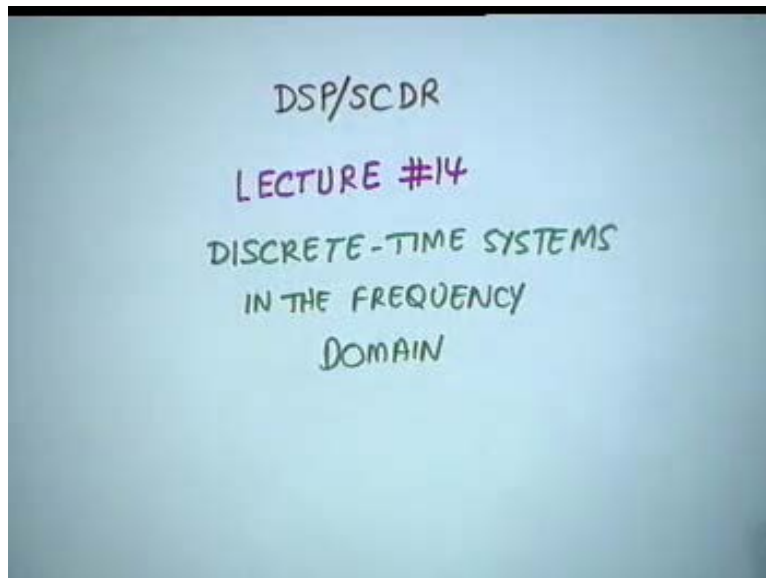 DSP/SCDR
LECTURE #14
DISCRETE-TIME SYSTEMS
IN THE FREQUENCY
DOMAIN